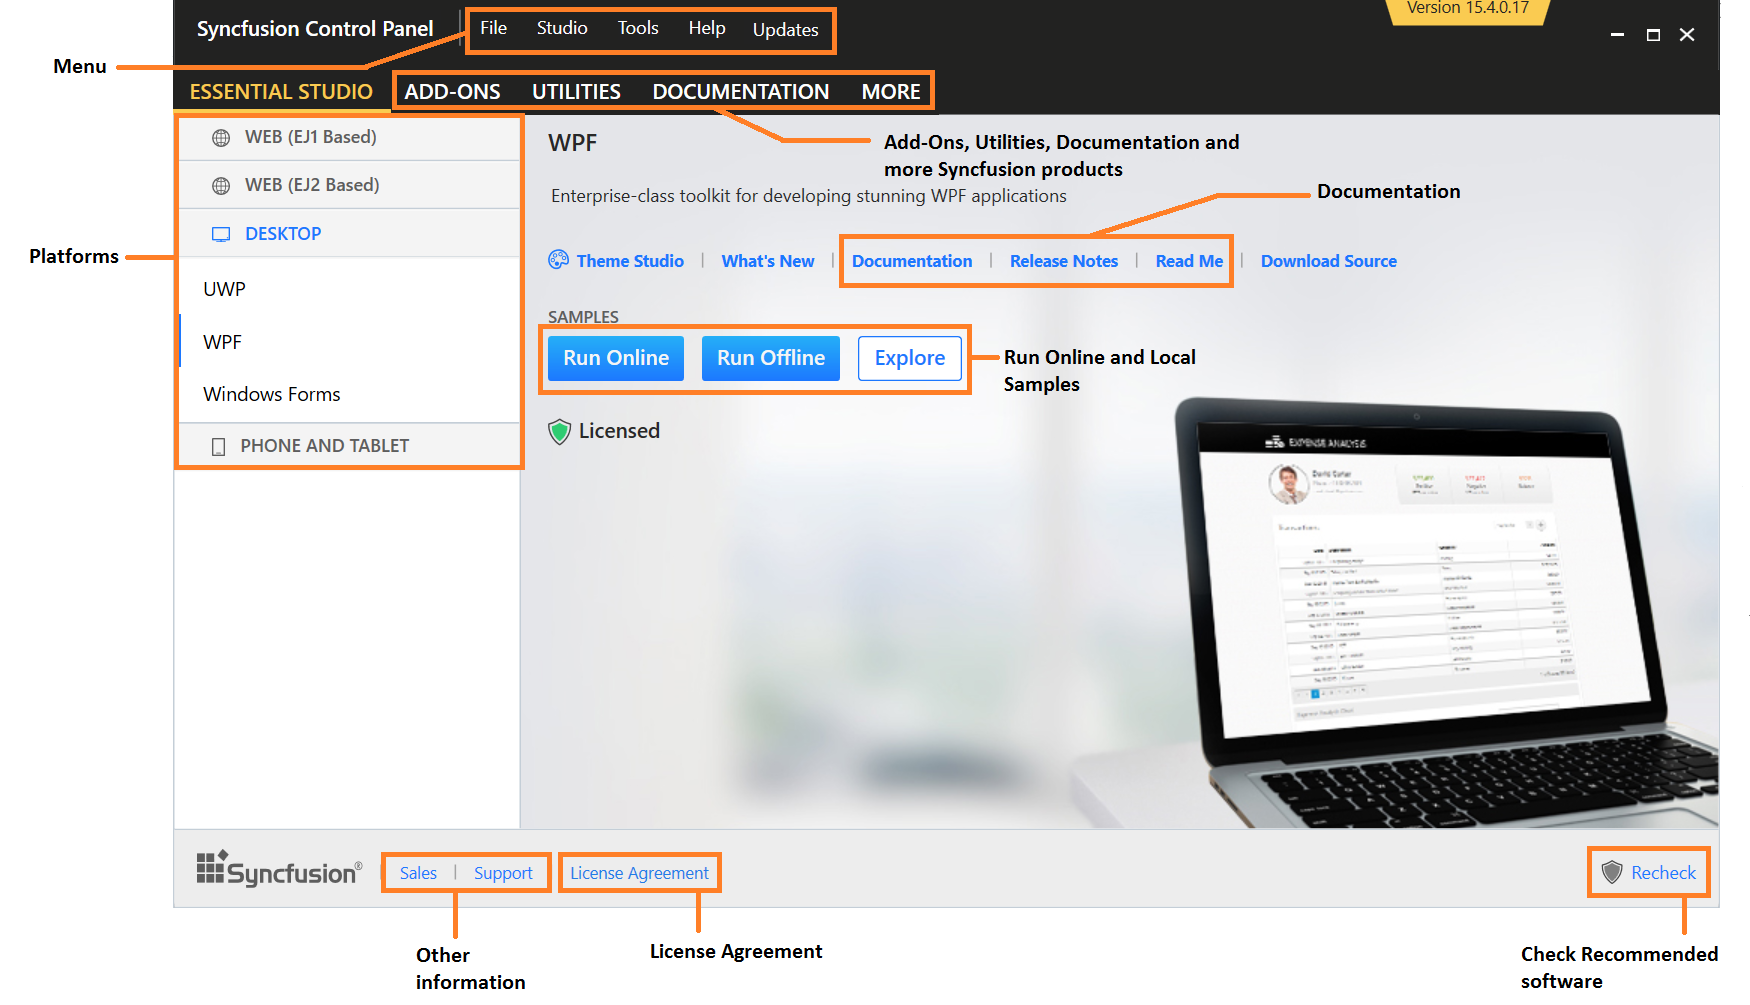 Version 15.4.0.17
Syncfusion Control Panel
File Studio Tools Help Updates
Menu
ESSENTIAL STUDIO ADD-ONS UTILITIES DOCUMENTATION MORE
WEB (EJ1 Based)
WPF
Add-Ons, Utilities, Documentation and
more Syncfusion products
WEB (EJ2 Based)
Enterprise-class toolkit for developing stunning WPF applications
Documentation
DESKTOP
Platforms
Theme Studio | What's New | Documentation | Release Notes | Read Me | Download Source
UWP
SAMPLES
WPF
Run Online Run Offline Explore
Run Online and Local
Samples
Windows Forms
Licensed
PHONE AND TABLET
EXPENSE ANALYSIS
Syncfusion®
Sales | Support
License Agreement
Recheck
Other
information
License Agreement
Check Recommended
software